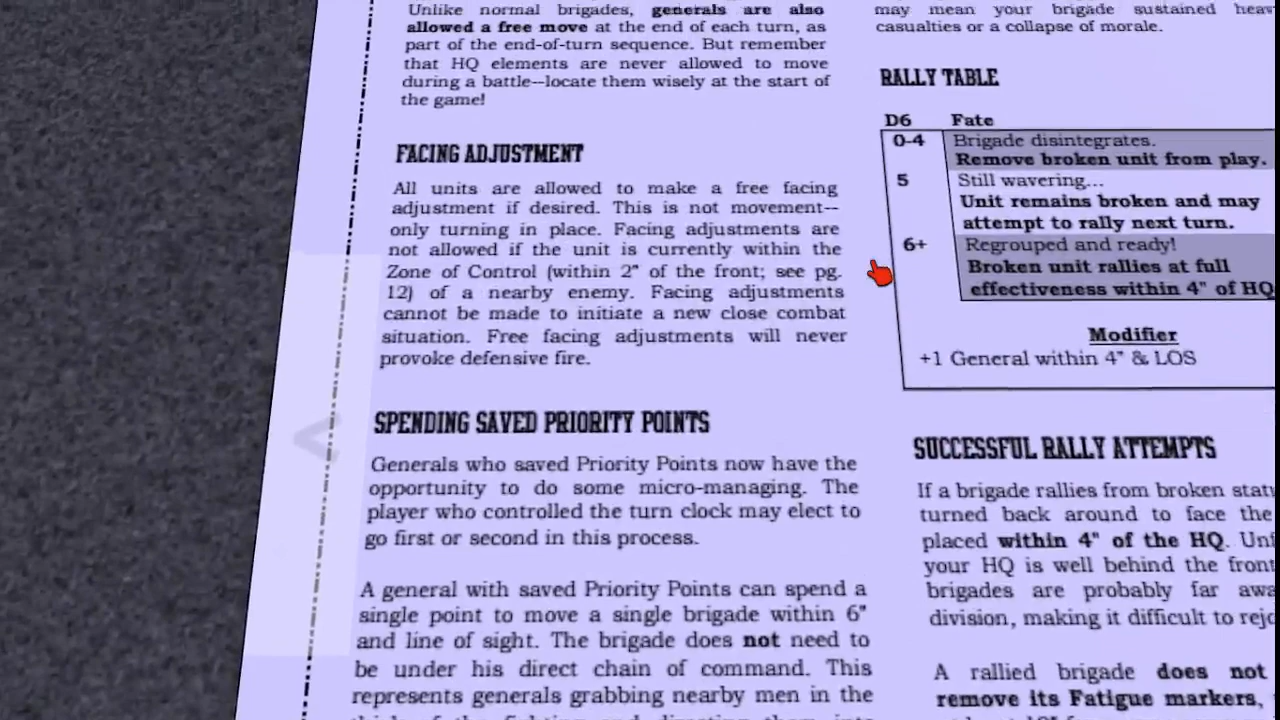 Unlike normal brigades, generals are also
allowed a free move at the end of each turn, as
part of the end-of-turn sequence. But remember
that HQ elements are never allowed to move
during a battle--locate them wisely at the start of
the game!
FACING ADJUSTMENT
All units are allowed to make a free facing
adjustment if desired. This is not movement--
only turning in place. Facing adjustments are
not allowed if the unit is currently within the
Zone of Control (within 2" of the front; see pg.
12) of a nearby enemy. Facing adjustments
cannot be made to initiate a new close combat
situation. Free facing adjustments will never
provoke defensive fire.
SPENDING SAVED PRIORITY POINTS
Generals who saved Priority Points now have the
opportunity to do some micro-managing. The
player who controlled the turn clock may elect to
go first or second in this process.
A general with saved Priority Points can spend a
single point to move a single brigade within 6"
and line of sight. The brigade does not need to
be under his direct chain of command. This
represents generals grabbing nearby men in the
may mean your brigade sustained
casualties or a collapse of morale.
RALLY TABLE
D6 Fate
0-4 Brigade disintegrates.
Remove broken unit from play.
5 Still wavering...
Unit remains broken and may
attempt to rally next turn.
6+ Regrouped and ready!
Broken unit rallies at full
effectiveness within 4" of HQ
Modifier
+1 General within 4" & LOS
SUCCESSFUL RALLY ATTEMPTS
If a brigade rallies from broken
turned back around to face the
placed within 4" of the HQ.
your HQ is well behind the front
brigades are probably far
division, making it difficult to
A rallied brigade does not
remove its Fatigue markers,